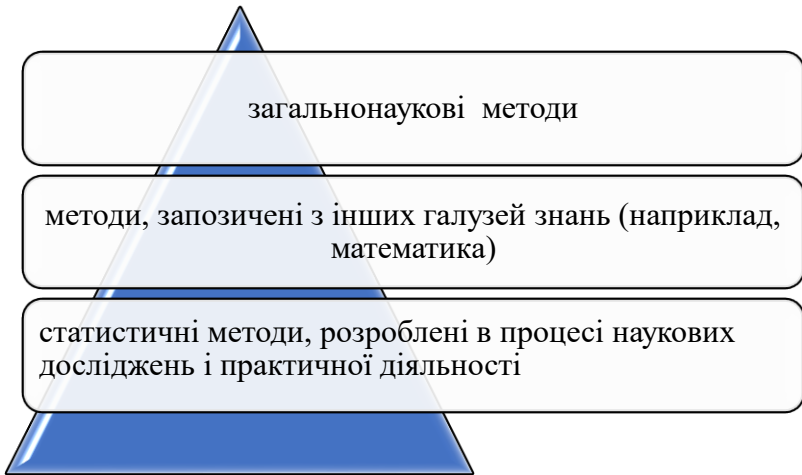 загальнонаукові методи
методи, запозичені з інших галузей знань (наприклад,
математика)
статистичні методи, розроблені в процесі наукових
досліджень і практичної діяльності